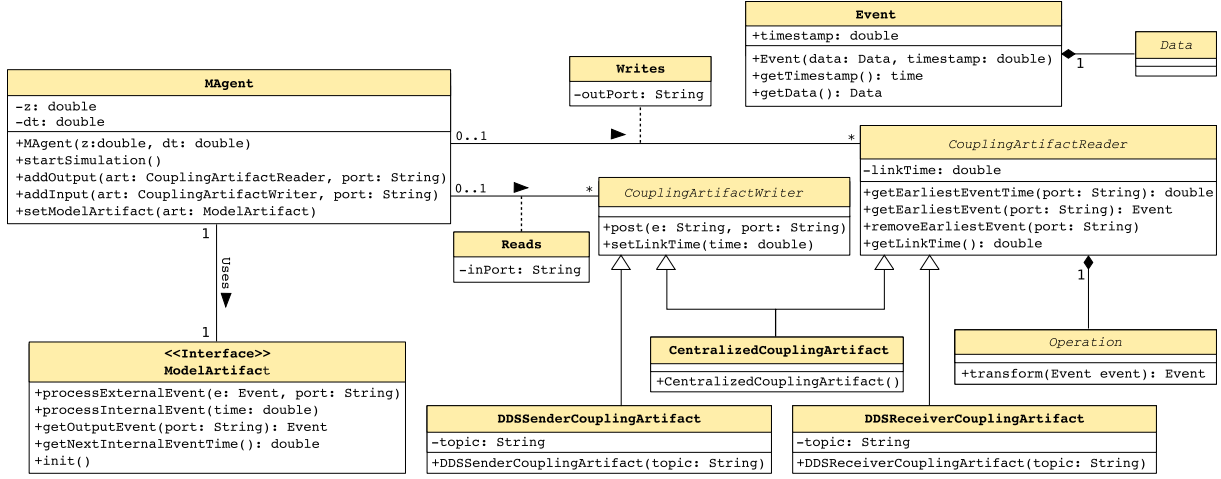 Event
+timestamp: double
+Event(data: Data, timestamp: double)
+getTimestamp(): time
+getData(): Data
1
Data
Writes
-outPort: String
MAgent
-z: double
-dt: double
+MAgent(z:double, dt: double)
+startSimulation()
+addOutput(art: CouplingArtifactReader, port: String)
+addInput(art: CouplingArtifactWriter, port: String)
+setModelArtifact(art: ModelArtifact)
0..1
*
0..1
*
CouplingArtifactReader
-linkTime: double
+getEarliestEventTime(port: String): double
+getEarliestEvent(port: String): Event
+removeEarliestEvent(port: String)
+getLinkTime(): double
CouplingArtifactWriter
+post(e: String, port: String)
+setLinkTime(time: double)
Reads
-inPort: String
1
Uses
1
1
<<Interface>>
ModelArtifact
+processExternalEvent(e: Event, port: String)
+processInternalEvent(time: double)
+getOutputEvent(port: String): Event
+getNextInternalEventTime(): double
+init()
CentralizedCouplingArtifact
+CentralizedCouplingArtifact()
Operation
+transform(Event event): Event
DDSSenderCouplingArtifact
-topic: String
+DDSSenderCouplingArtifact(topic: String)
DDSReceiverCouplingArtifact
-topic: String
+DDSReceiverCouplingArtifact(topic: String)